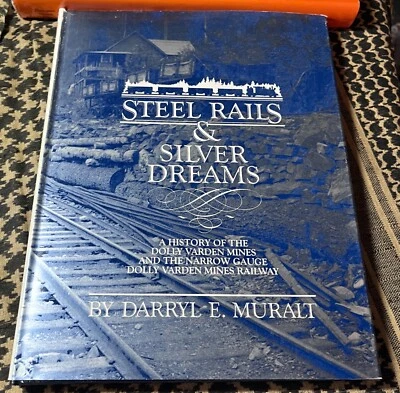 STEEL RAILS
&
SILVER
DREAMS
A HISTORY OF THE
DOLLY VARDEN MINES
AND THE NARROW GAUGE
DOLLY VARDEN MINES RAILWAY
BY DARRYL E. MURALT